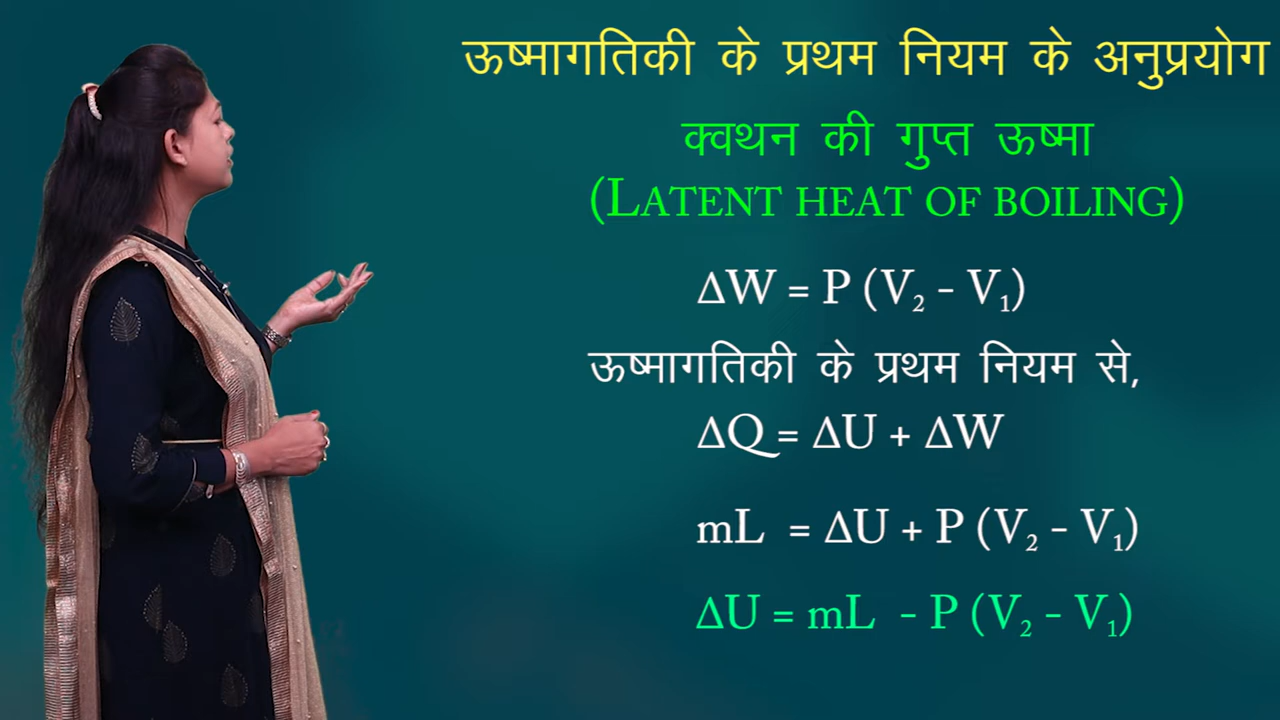 ऊष्मागतिकी के प्रथम नियम के अनुप्रयोग
क्वथन की गुप्त ऊष्मा
(LATENT HEAT OF BOILING)
ΔW = P (V₂ - V₁)
ऊष्मागतिकी के प्रथम नियम से,
ΔQ = ΔU + ΔW
mL = ΔU + P (V₂ - V₁)
ΔU = mL - P (V₂ - V₁)